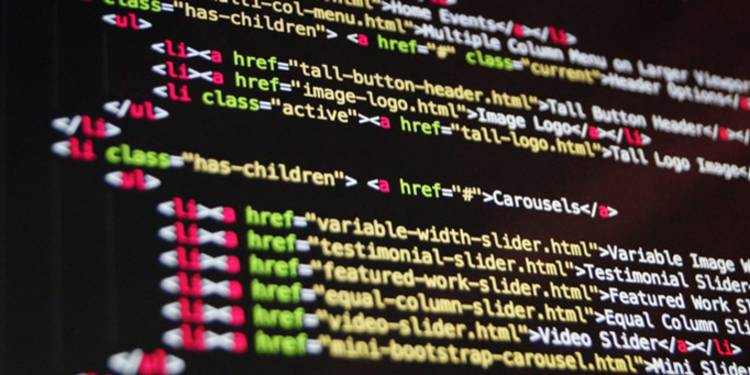 html">Home Events</a></li>
lti-col-menu.html">Multiple Column Menu on Larger Viewpor
class="has-children"> <a href="#" class="current">Header Options</a
<ul>
<li><a href="tall-button-header.html">Tall Button Header</a></
<li><a href="image-logo.html">Image Logo</a></li>
<li class="active"><a href="tall-logo.html">Tall Logo Image<
</ul>
</li>
<li class="has-children"> <a href="#">Carousels</a>
<ul>
<li><a href="variable-width-slider.html">Variable Image W
<li><a href="testimonial-slider.html">Testimonial Slider
<li><a href="featured-work-slider.html">Featured Work S
<li><a href="equal-column-slider.html">Equal Column Sli
<li><a href="video-slider.html">Video Slider</a></li>
<li><a href="mini-bootstrap-carousel.html">Mini Slide
</ul>